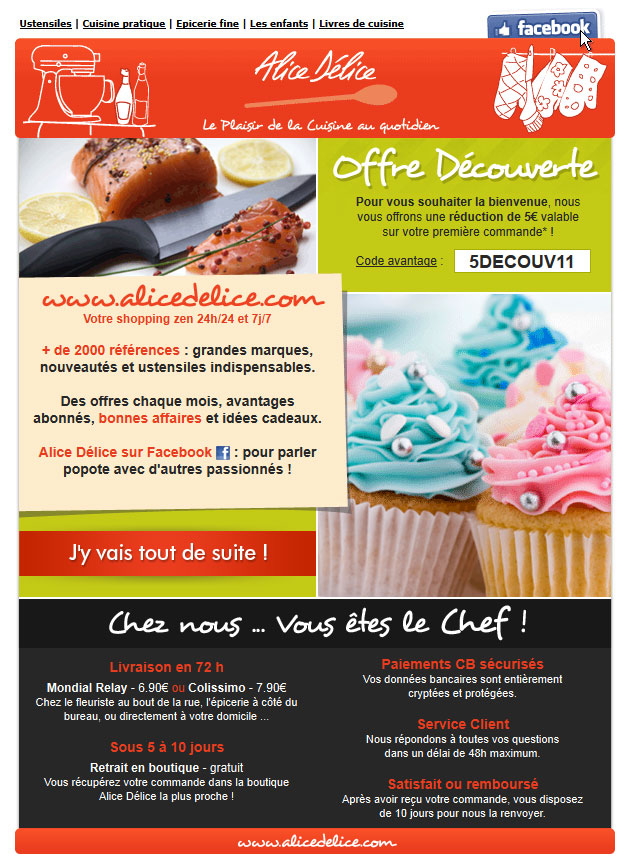 Ustensiles | Cuisine pratique | Epicerie fine | Les enfants | Livres de cuisine
facebook
Alice Délice
Le Plaisir de la Cuisine au quotidien
Offre Découverte
Pour vous souhaiter la bienvenue, nous
vous offrons une réduction de 5€ valable
sur votre première commande* !
Code avantage : 5DECOUV11
www.alicedelice.com
Votre shopping zen 24h/24 et 7j/7
+ de 2000 références : grandes marques,
nouveautés et ustensiles indispensables.
Des offres chaque mois, avantages
abonnés, bonnes affaires et idées cadeaux.
Alice Délice sur Facebook f : pour parler
popote avec d'autres passionnés !
J'y vais tout de suite !
Chez nous ... Vous êtes le Chef !
Livraison en 72 h
Mondial Relay - 6.90€ ou Colissimo - 7.90€
Chez le fleuriste au bout de la rue, l'épicerie à côté du
bureau, ou directement à votre domicile ...
Sous 5 à 10 jours
Retrait en boutique - gratuit
Vous récupérez votre commande dans la boutique
Alice Délice la plus proche !
Paiements CB sécurisés
Vos données bancaires sont entièrement
cryptées et protégées.
Service Client
Nous répondons à toutes vos questions
dans un délai de 48h maximum.
Satisfait ou remboursé
Après avoir reçu votre commande, vous disposez
de 10 jours pour nous la renvoyer.
www.alicedelice.com